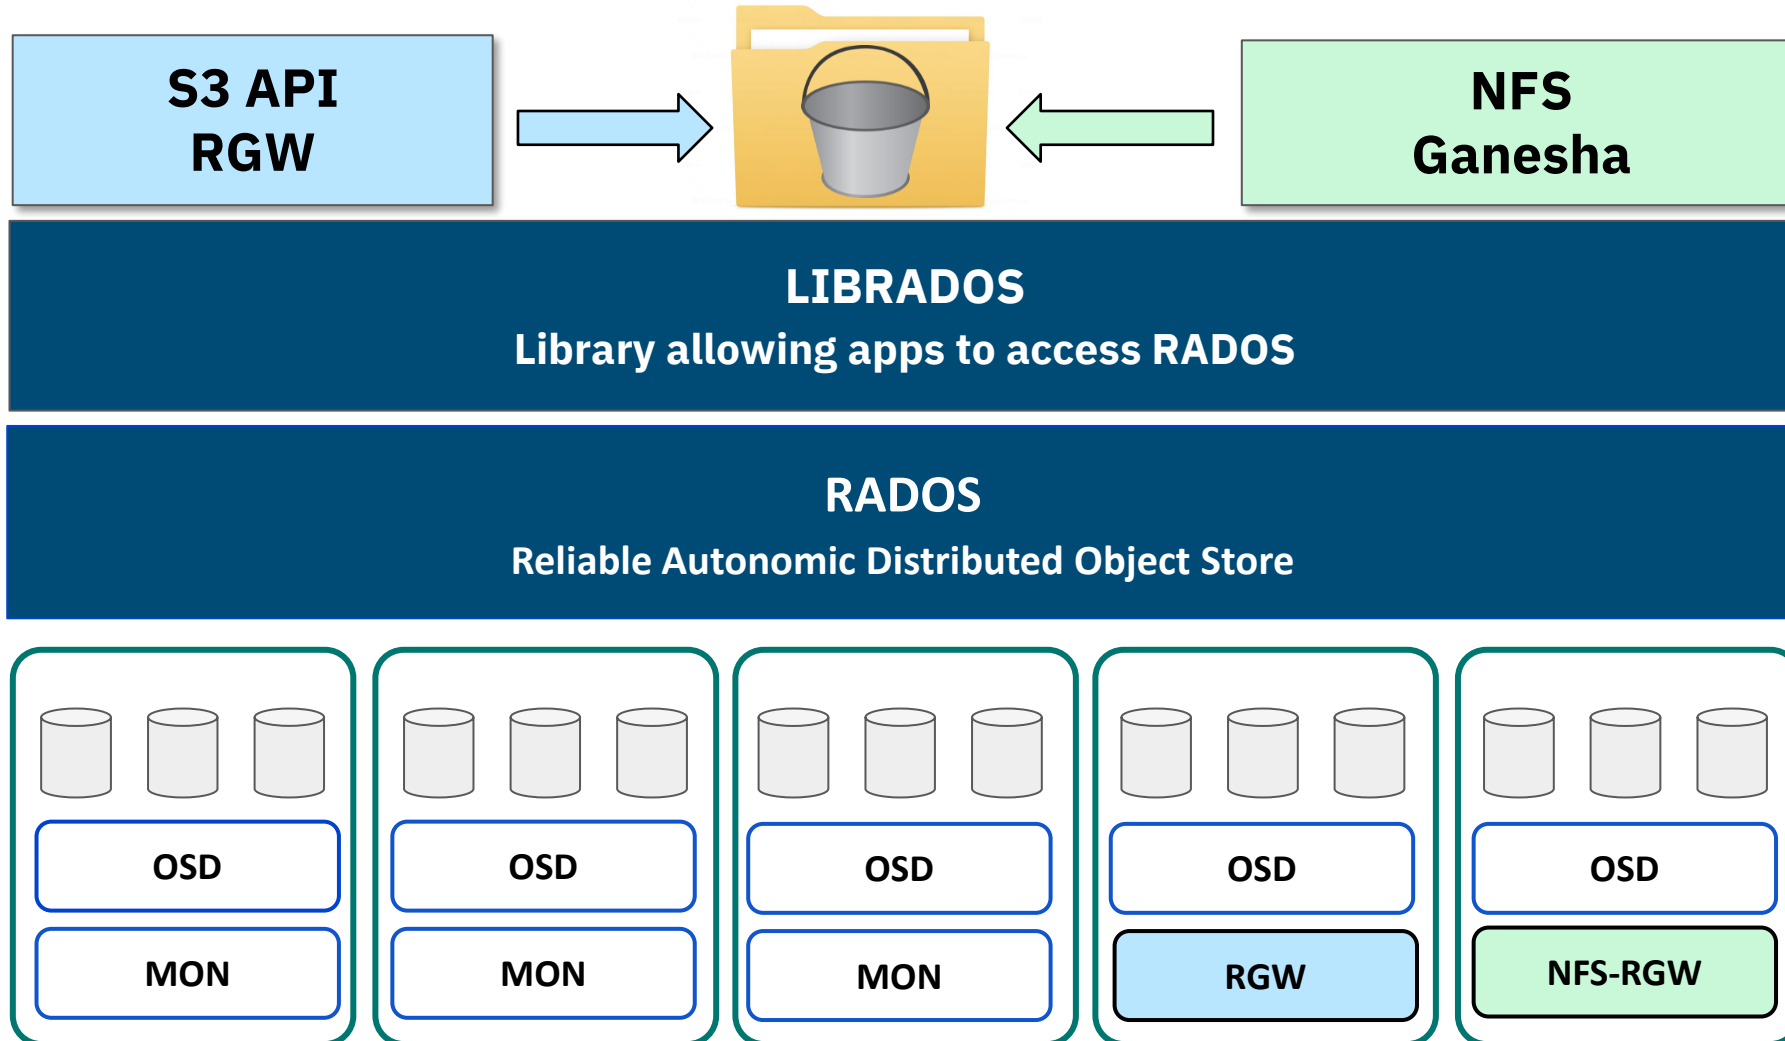 S3 API
RGW
NFS
Ganesha
LIBRADOS
Library allowing apps to access RADOS
RADOS
Reliable Autonomic Distributed Object Store
OSD
OSD
OSD
OSD
OSD
MON
MON
MON
RGW
NFS-RGW